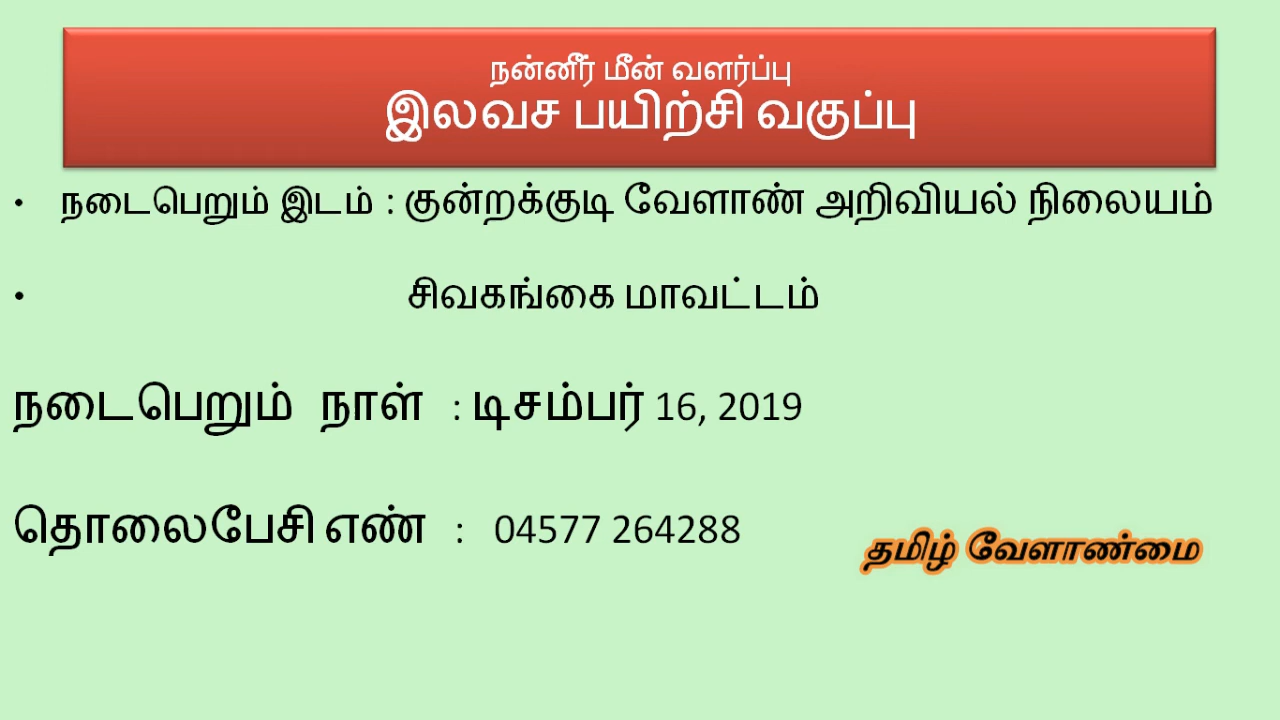 நன்னீர் மீன் வளர்ப்பு
இலவச பயிற்சி வகுப்பு
• நடைபெறும் இடம் : குன்றக்குடி வேளாண் அறிவியல் நிலையம்
• சிவகங்கை மாவட்டம்
நடைபெறும் நாள் : டிசம்பர் 16, 2019
தொலைபேசி எண் : 04577 264288
தமிழ் வேளாண்மை